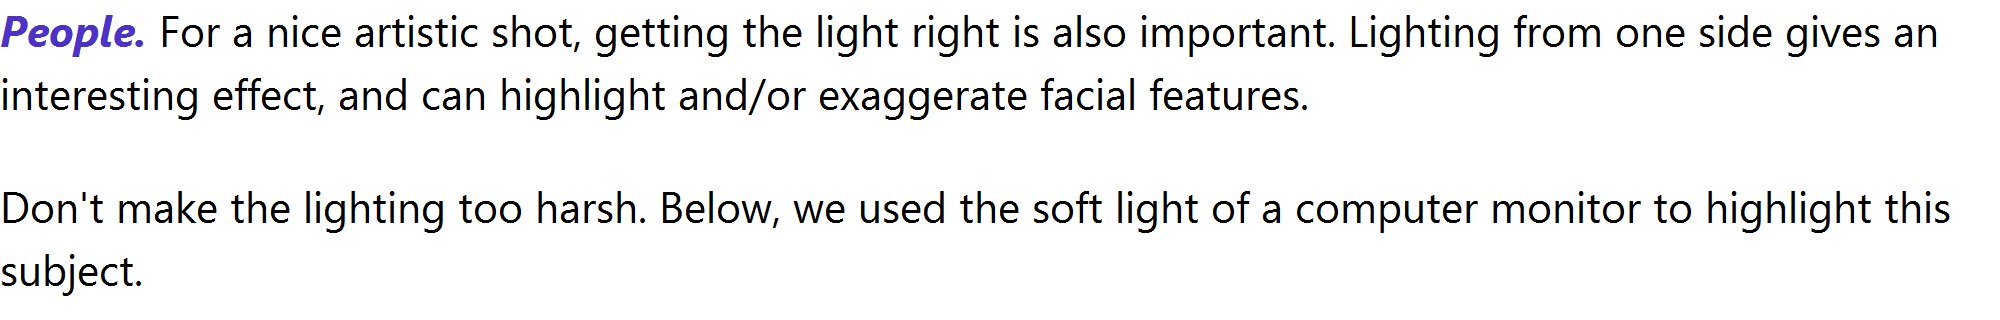 People. For a nice artistic shot, getting the light right is also important. Lighting from one side gives an
interesting effect, and can highlight and/or exaggerate facial features.
Don't make the lighting too harsh. Below, we used the soft light of a computer monitor to highlight this
subject.